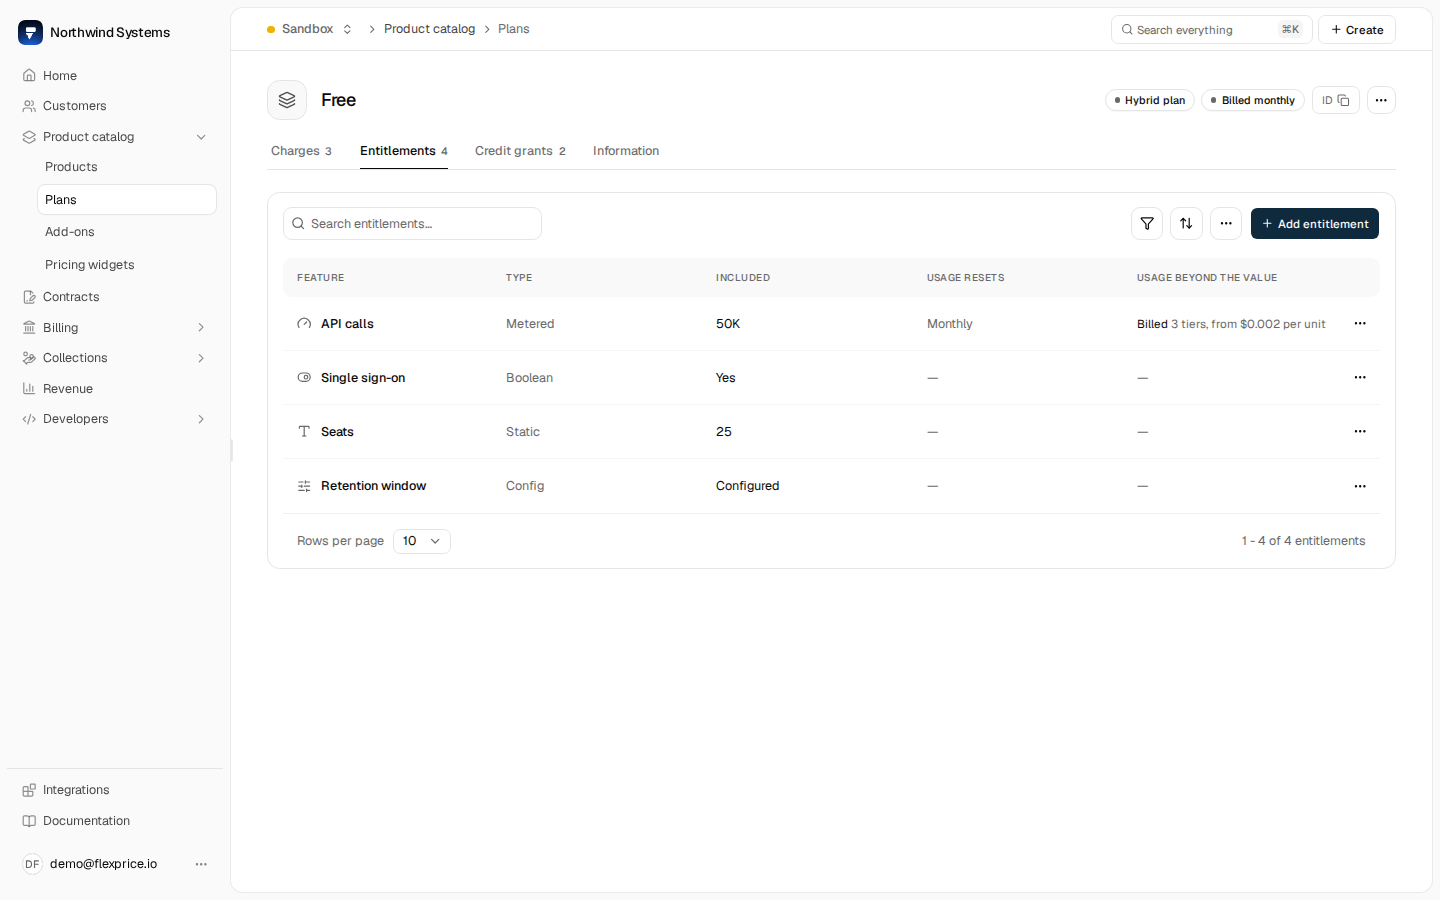 Northwind Systems
Home
Customers
Product catalog
Products
Plans
Add-ons
Pricing widgets
Contracts
Billing
Collections
Revenue
Developers
Integrations
Documentation
DF demo@flexprice.io
Sandbox Product catalog Plans
Search everything ⌘K
Create
Free
Hybrid plan Billed monthly ID
Charges 3 Entitlements 4 Credit grants 2 Information
Search entitlements...
Add entitlement
FEATURE TYPE INCLUDED USAGE RESETS USAGE BEYOND THE VALUE
API calls Metered 50K Monthly Billed 3 tiers, from $0.002 per unit
Single sign-on Boolean Yes — —
Seats Static 25 — —
Retention window Config Configured — —
Rows per page 10 1 - 4 of 4 entitlements